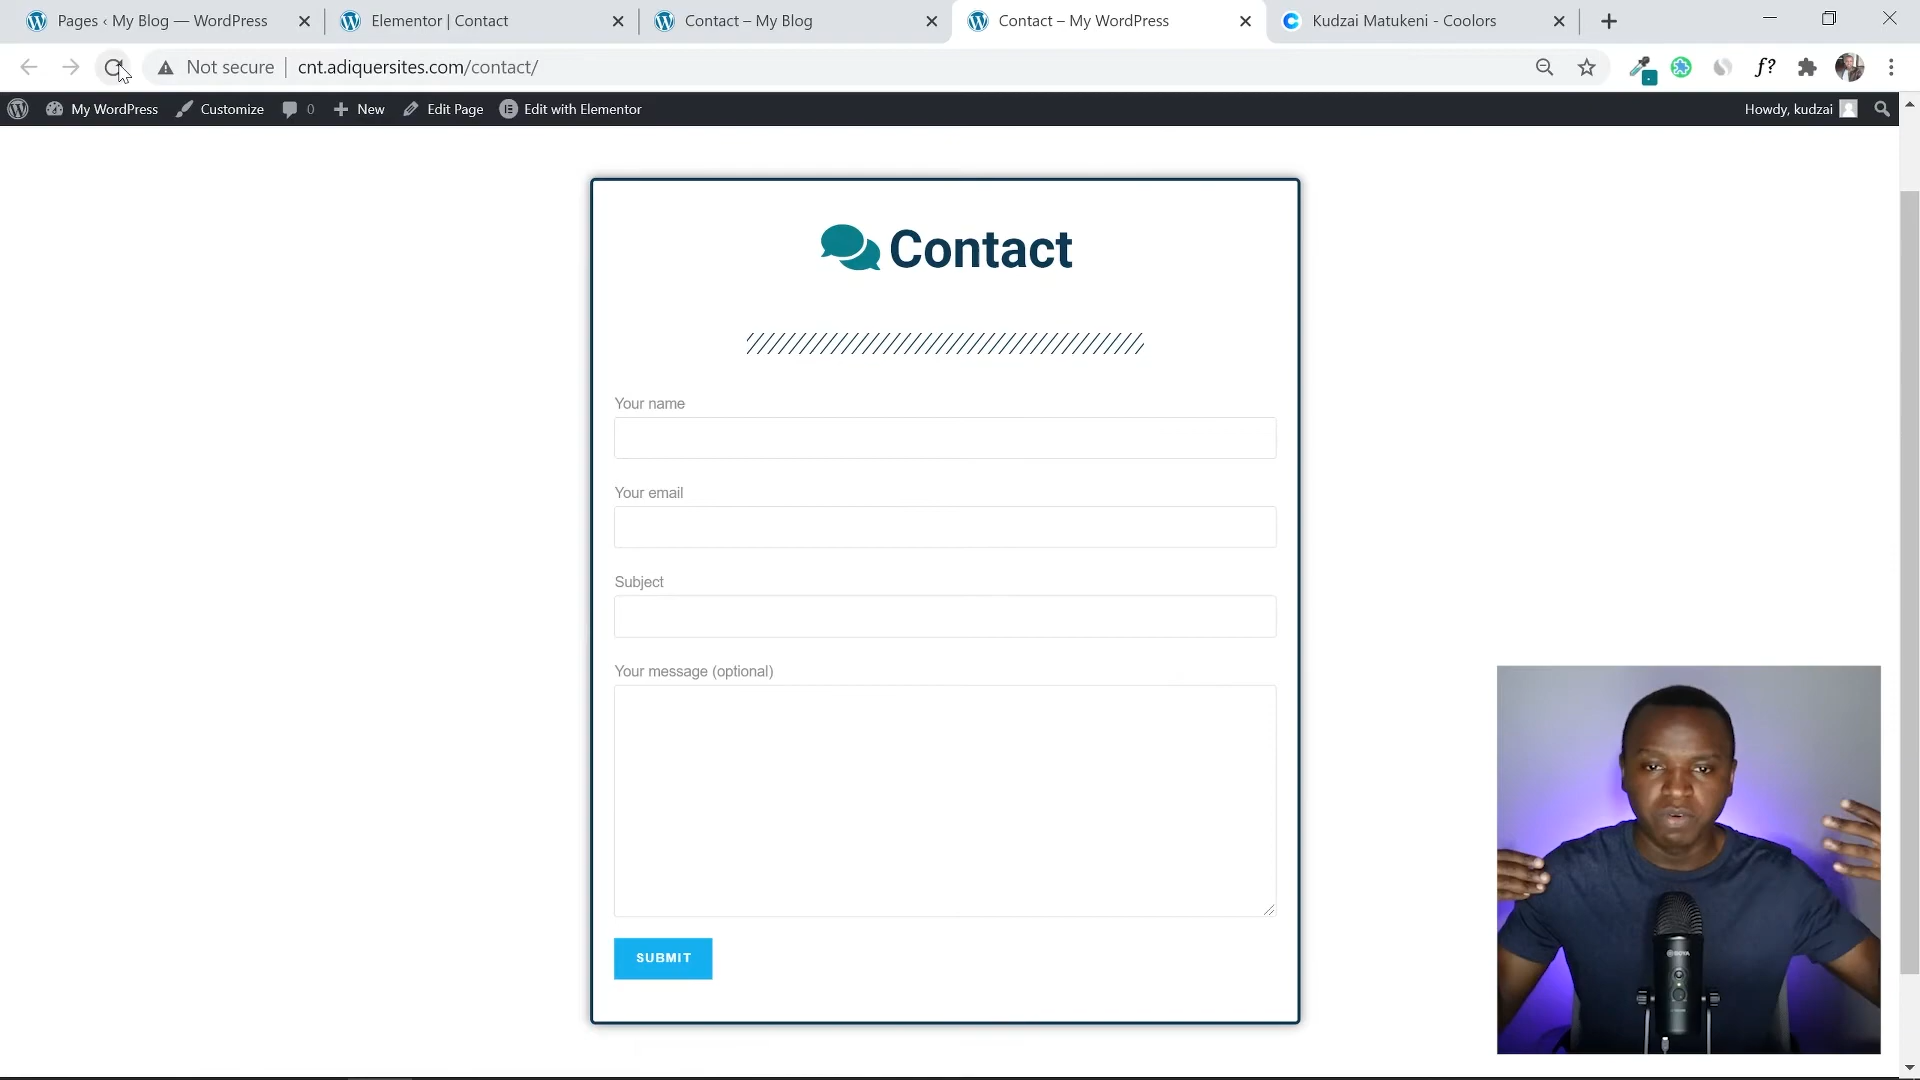 Pages ‹ My Blog — WordPress
Elementor | Contact
Contact – My Blog
Contact – My WordPress
Kudzai Matukeni - Coolors
Not secure
cnt.adiquersites.com/contact/
f?
My WordPress
Customize
0
New
Edit Page
Edit with Elementor
Howdy, kudzai
Contact
Your name
Your email
Subject
Your message (optional)
SUBMIT
BOYA